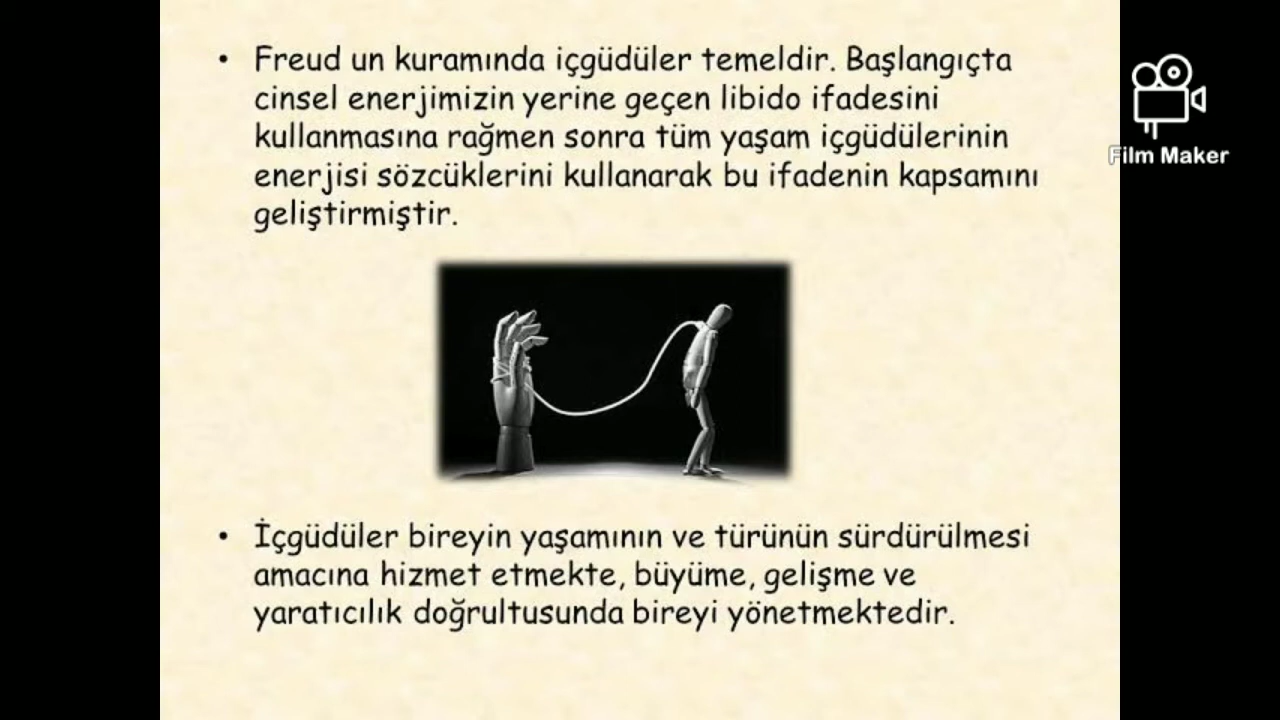 • Freud un kuramında içgüdüler temeldir. Başlangıçta
cinsel enerjimizin yerine geçen libido ifadesini
kullanmasına rağmen sonra tüm yaşam içgüdülerinin
enerjisi sözcüklerini kullanarak bu ifadenin kapsamını
geliştirmiştir.
Film Maker
• İçgüdüler bireyin yaşamının ve türünün sürdürülmesi
amacına hizmet etmekte, büyüme, gelişme ve
yaratıcılık doğrultusunda bireyi yönetmektedir.